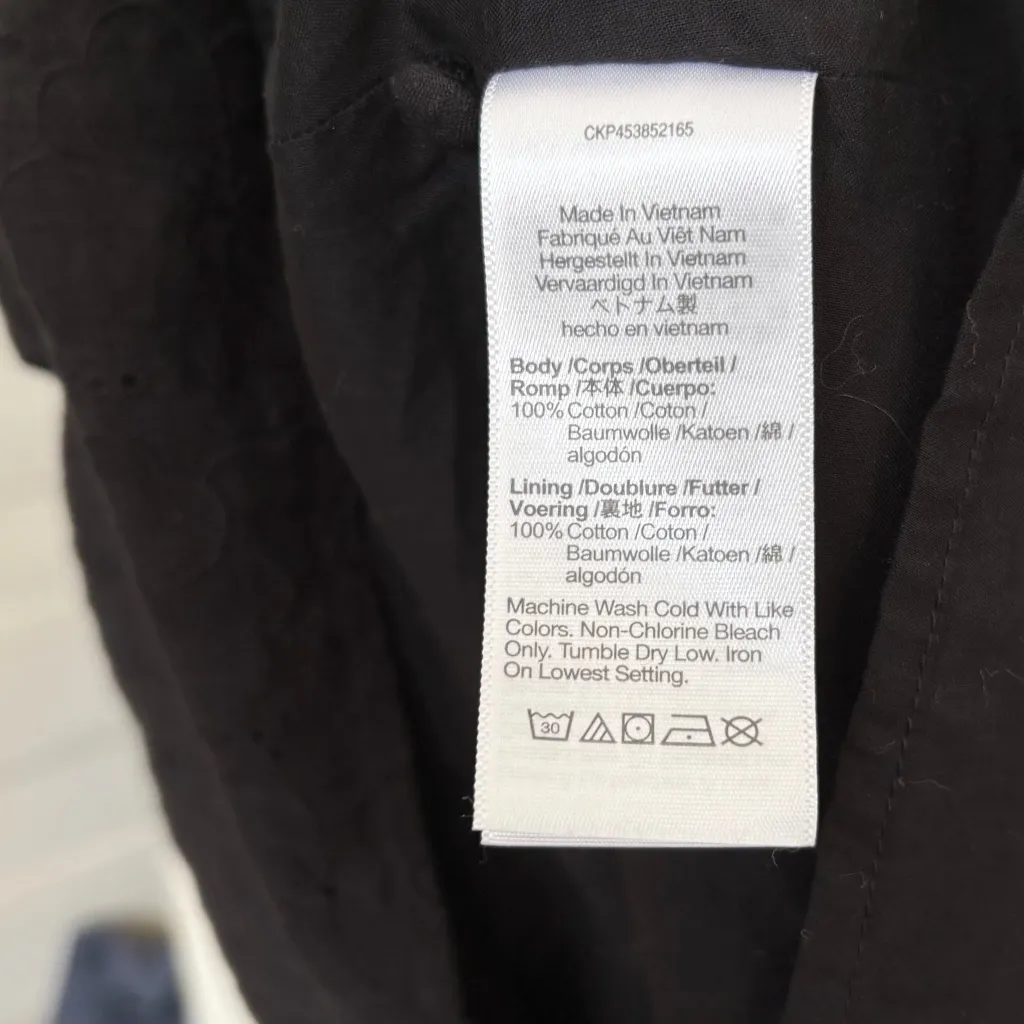 CKP453852165
Made In Vietnam
Fabriqué Au Viêt Nam
Hergestellt In Vietnam
Vervaardigd In Vietnam
ベトナム製
hecho en vietnam
Body /Corps /Oberteil /
Romp /本体 /Cuerpo:
100% Cotton /Coton /
Baumwolle /Katoen /綿 /
algodón
Lining /Doublure /Futter /
Voering /裏地 /Forro:
100% Cotton /Coton /
Baumwolle /Katoen /綿 /
algodón
Machine Wash Cold With Like
Colors. Non-Chlorine Bleach
Only. Tumble Dry Low. Iron
On Lowest Setting.
30